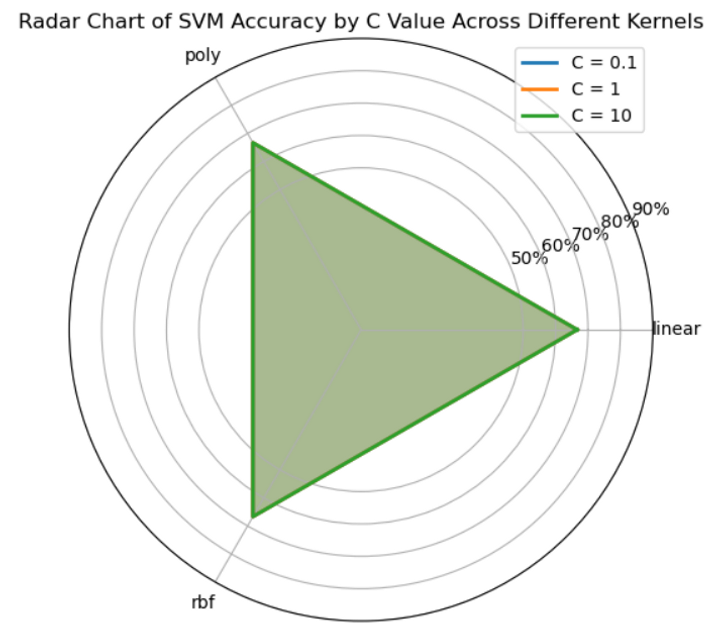 Radar Chart of SVM Accuracy by C Value Across Different Kernels
poly
C = 0.1
C = 1
C = 10
90%
80%
70%
60%
50%
linear
rbf